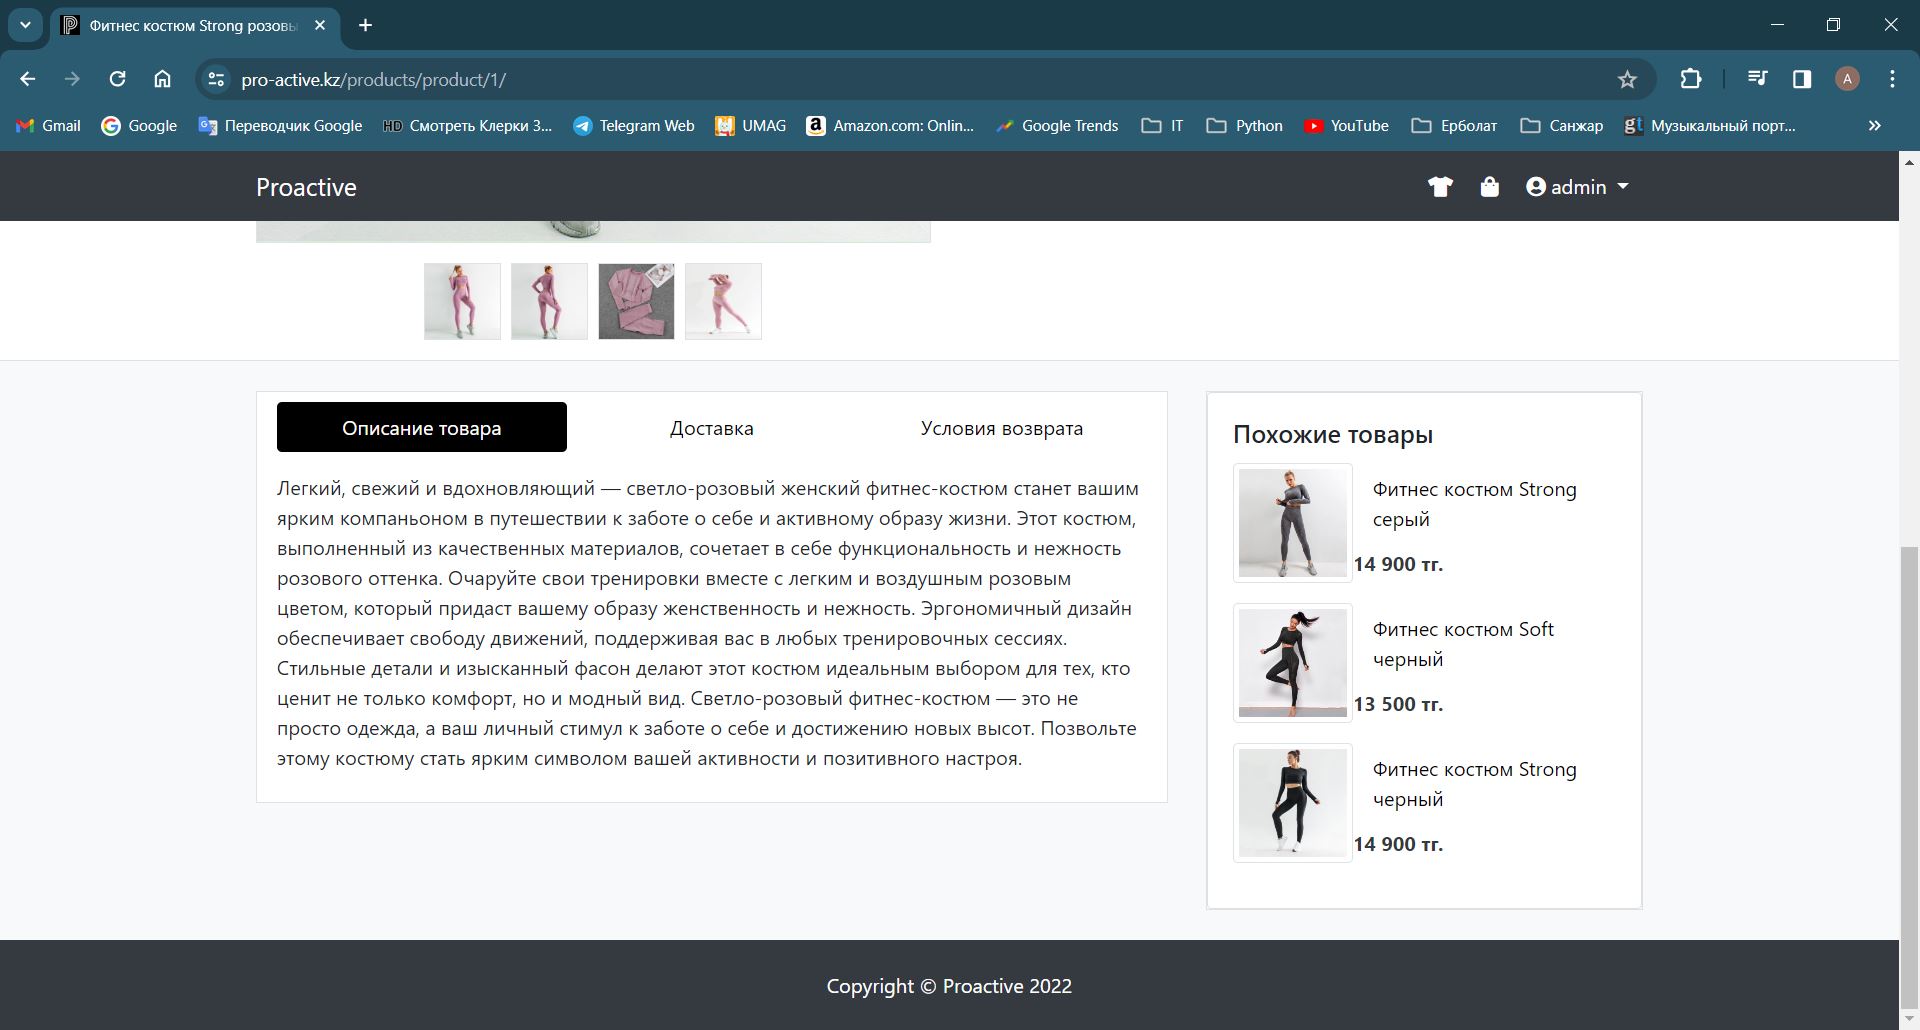 Фитнес костюм Strong розовы
pro-active.kz/products/product/1/
A
Gmail
Google
Переводчик Google
HD Смотреть Клерки 3...
Telegram Web
UMAG
Amazon.com: Onlin...
Google Trends
IT
Python
YouTube
Ерболат
Санжар
gt Музыкальный порт...
Proactive
admin
Описание товара
Доставка
Условия возврата
Легкий, свежий и вдохновляющий — светло-розовый женский фитнес-костюм станет вашим
ярким компаньоном в путешествии к заботе о себе и активному образу жизни. Этот костюм,
выполненный из качественных материалов, сочетает в себе функциональность и нежность
розового оттенка. Очаруйте свои тренировки вместе с легким и воздушным розовым
цветом, который придаст вашему образу женственность и нежность. Эргономичный дизайн
обеспечивает свободу движений, поддерживая вас в любых тренировочных сессиях.
Стильные детали и изысканный фасон делают этот костюм идеальным выбором для тех, кто
ценит не только комфорт, но и модный вид. Светло-розовый фитнес-костюм — это не
просто одежда, а ваш личный стимул к заботе о себе и достижению новых высот. Позвольте
этому костюму стать ярким символом вашей активности и позитивного настроя.
Похожие товары
Фитнес костюм Strong
серый
14 900 тг.
Фитнес костюм Soft
черный
13 500 тг.
Фитнес костюм Strong
черный
14 900 тг.
Copyright © Proactive 2022